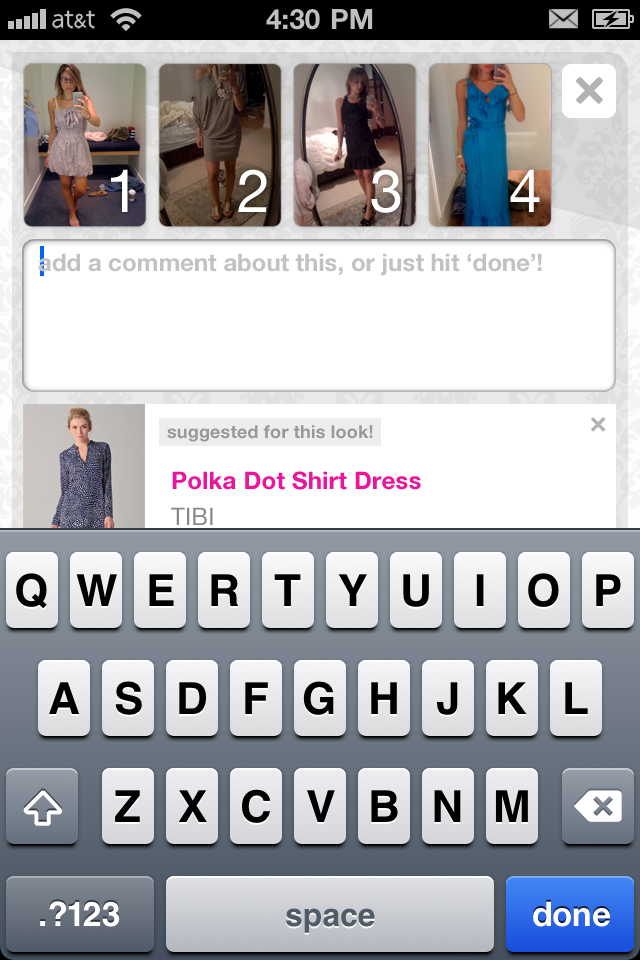 at&t 4:30 PM
1 2 3 4
add a comment about this, or just hit ‘done’!
suggested for this look!
Polka Dot Shirt Dress
TIBI
Q W E R T Y U I O P
A S D F G H J K L
Z X C V B N M
.?123 space done